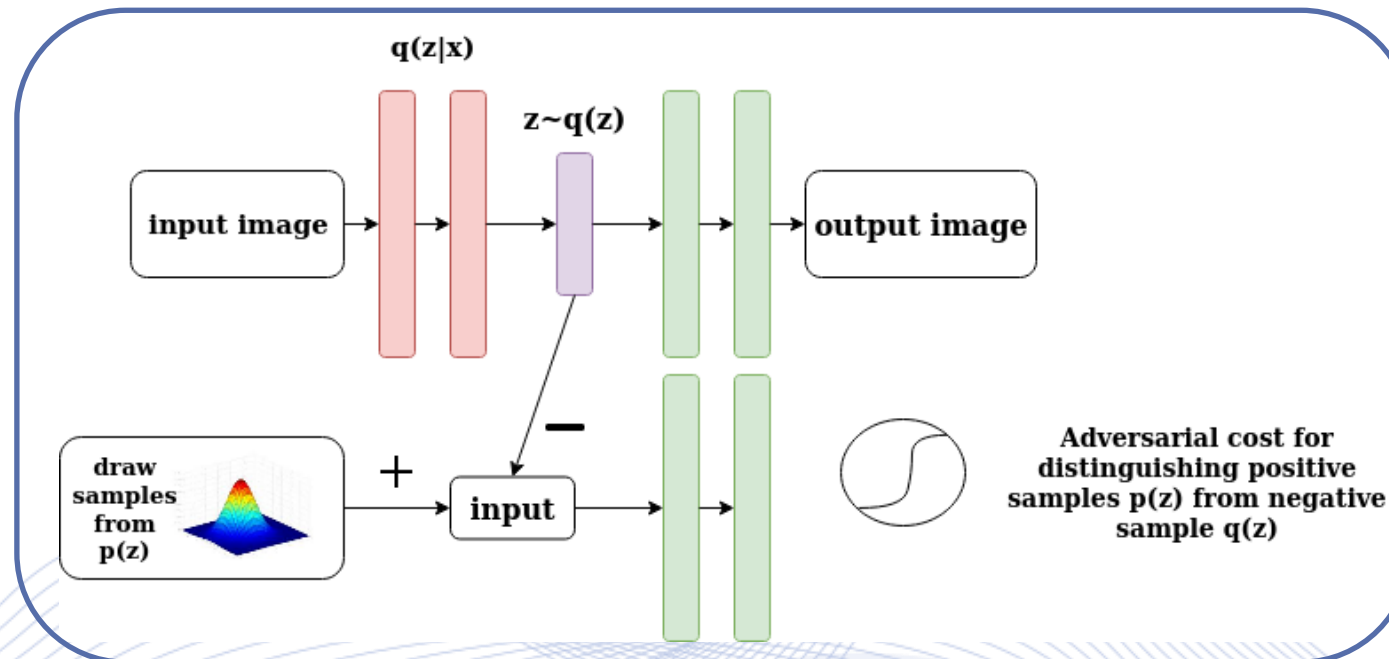 q(z|x)
z~q(z)
input image
output image
draw
samples
from
p(z)
+
−
input
Adversarial cost for
distinguishing positive
samples p(z) from negative
sample q(z)